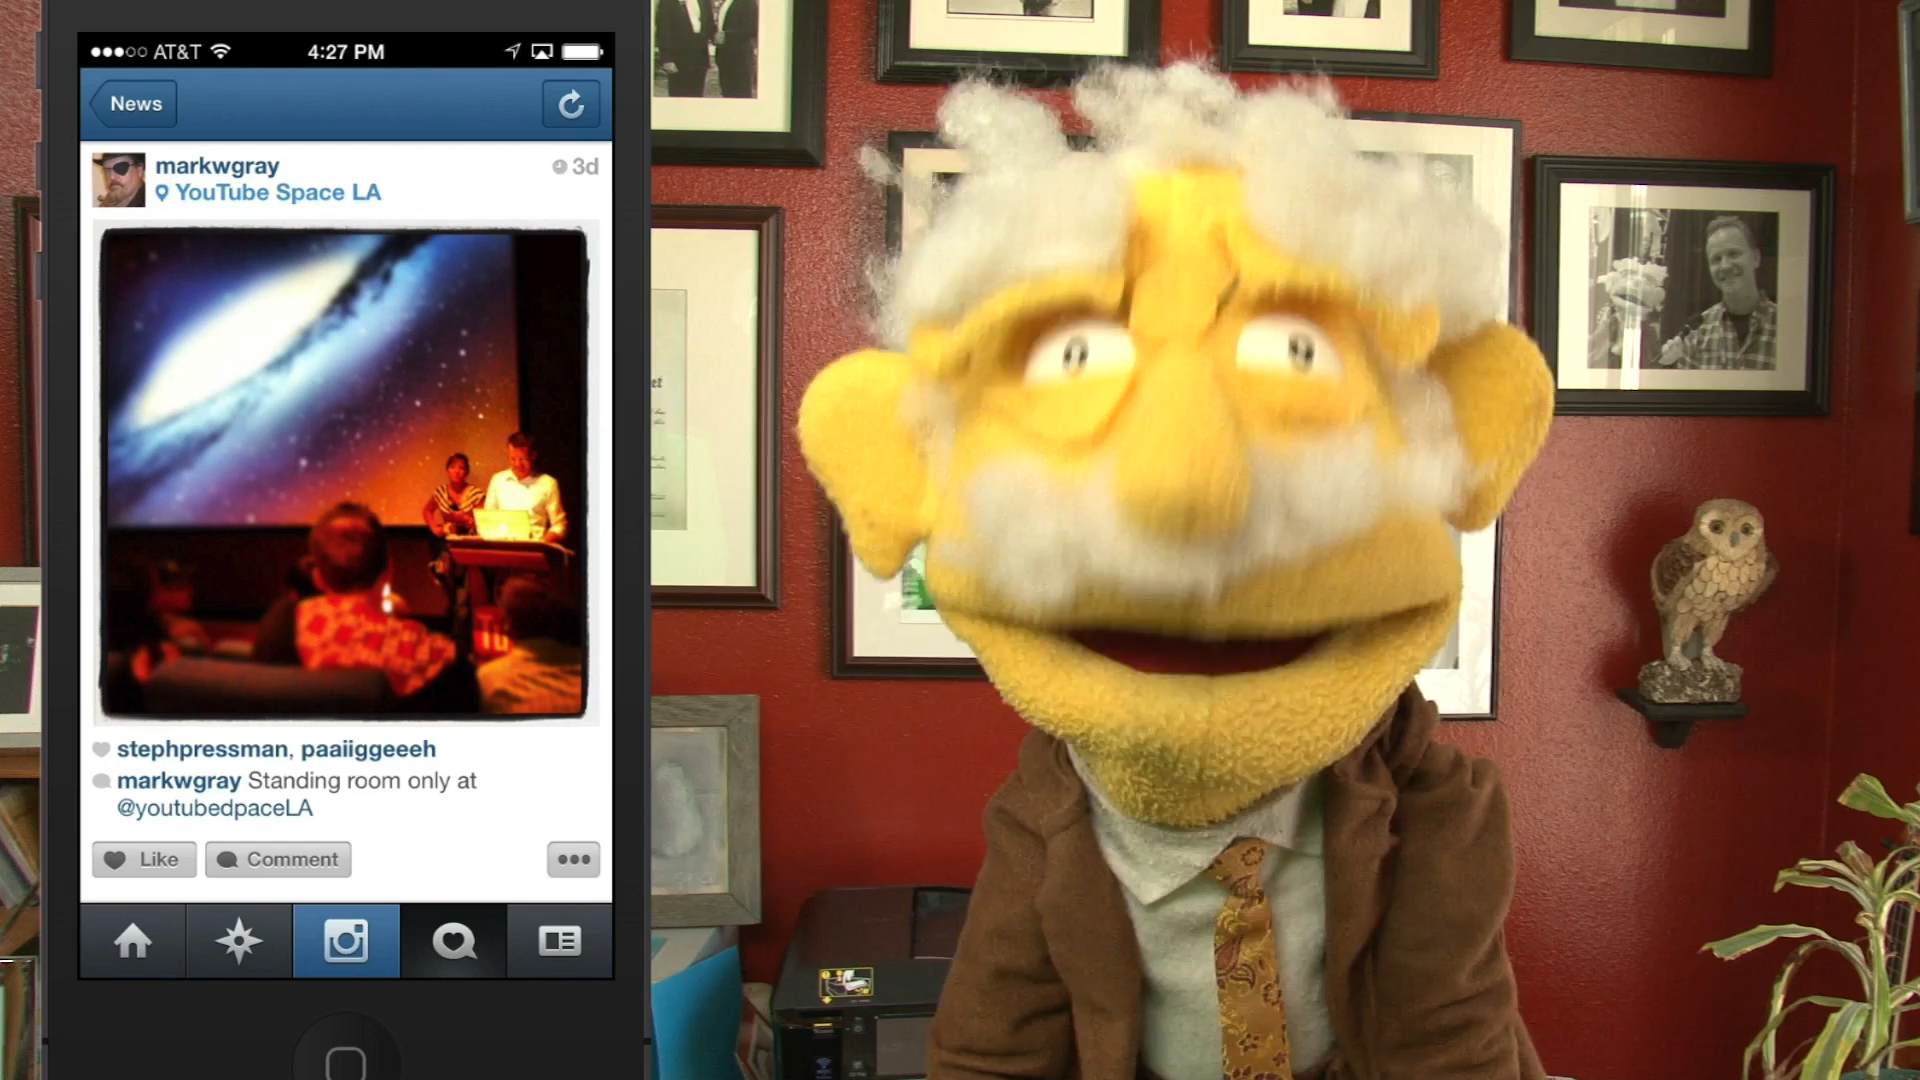 AT&T 4:27 PM
News
markwgray 3d
YouTube Space LA
stephpressman, paaiiggeeeh
markwgray Standing room only at
@youtubedpaceLA
Like Comment